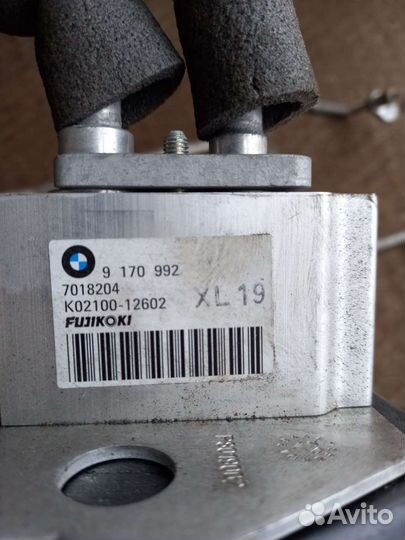 9 170 992
7018204
K02100-12602
XL 19
FUJIKOKI
Avito